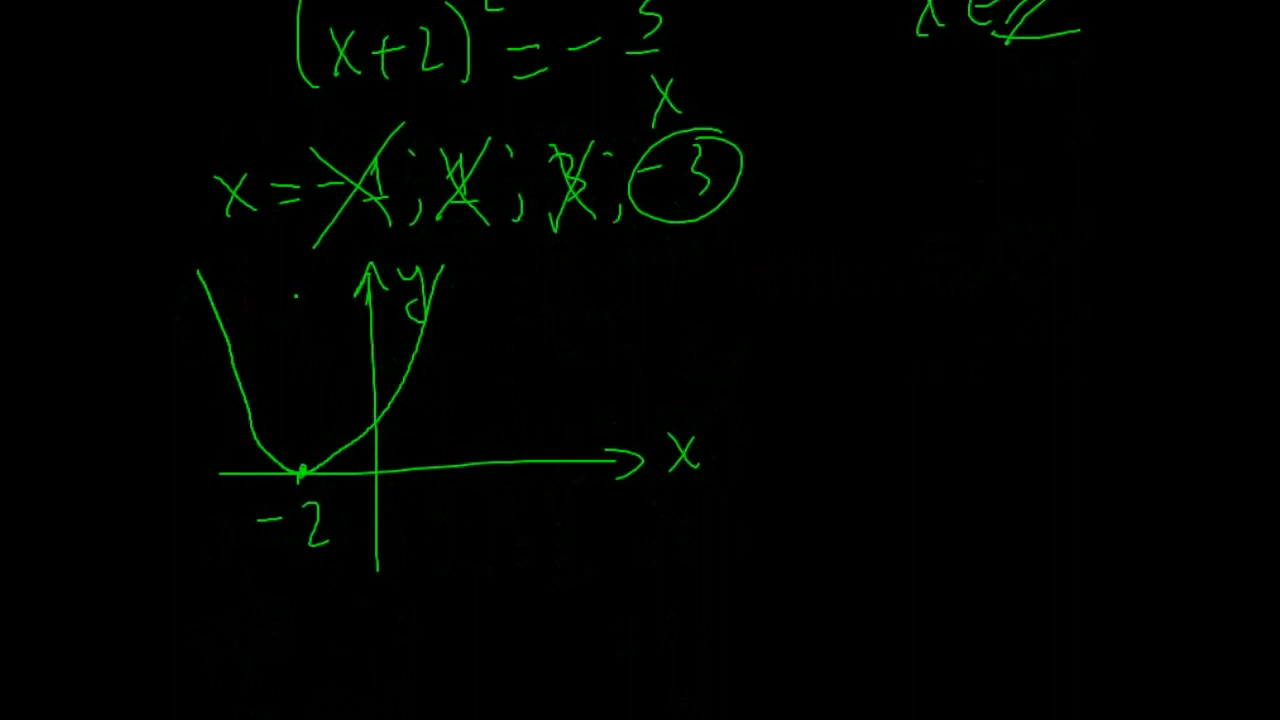 (x+2)² = - 3/x x ∈ Z
x = -1; 1; 3; -3
y
x
-2